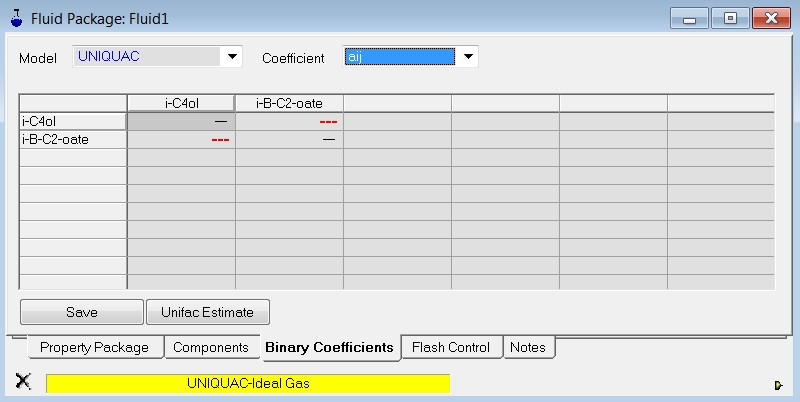 Fluid Package: Fluid1
Model UNIQUAC Coefficient aij
i-C4ol i-B-C2-oate
i-C4ol — ---
i-B-C2-oate --- —
Save Unifac Estimate
Property Package Components Binary Coefficients Flash Control Notes
UNIQUAC-Ideal Gas